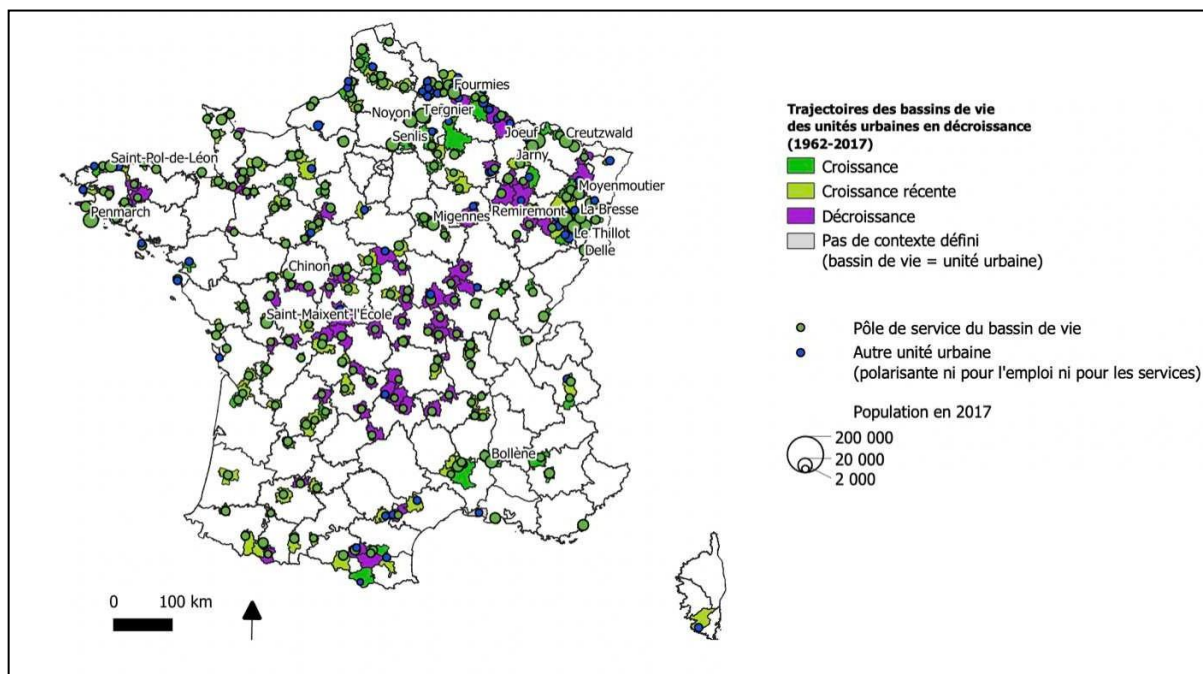 Fourmies
Noyon
Tergnier
Senlis
Joeuf
Creutzwald
Jarny
Saint-Pol-de-Léon
Moyenmoutier
Penmarch
Migennes
Remiremont
La Bresse
Le Thillot
Delle
Chinon
Saint-Maixent-l'École
Bollène
0 100 km
Trajectoires des bassins de vie
des unités urbaines en décroissance
(1962-2017)
Croissance
Croissance récente
Décroissance
Pas de contexte défini
(bassin de vie = unité urbaine)
Pôle de service du bassin de vie
Autre unité urbaine
(polarisante ni pour l'emploi ni pour les services)
Population en 2017
200 000
20 000
2 000